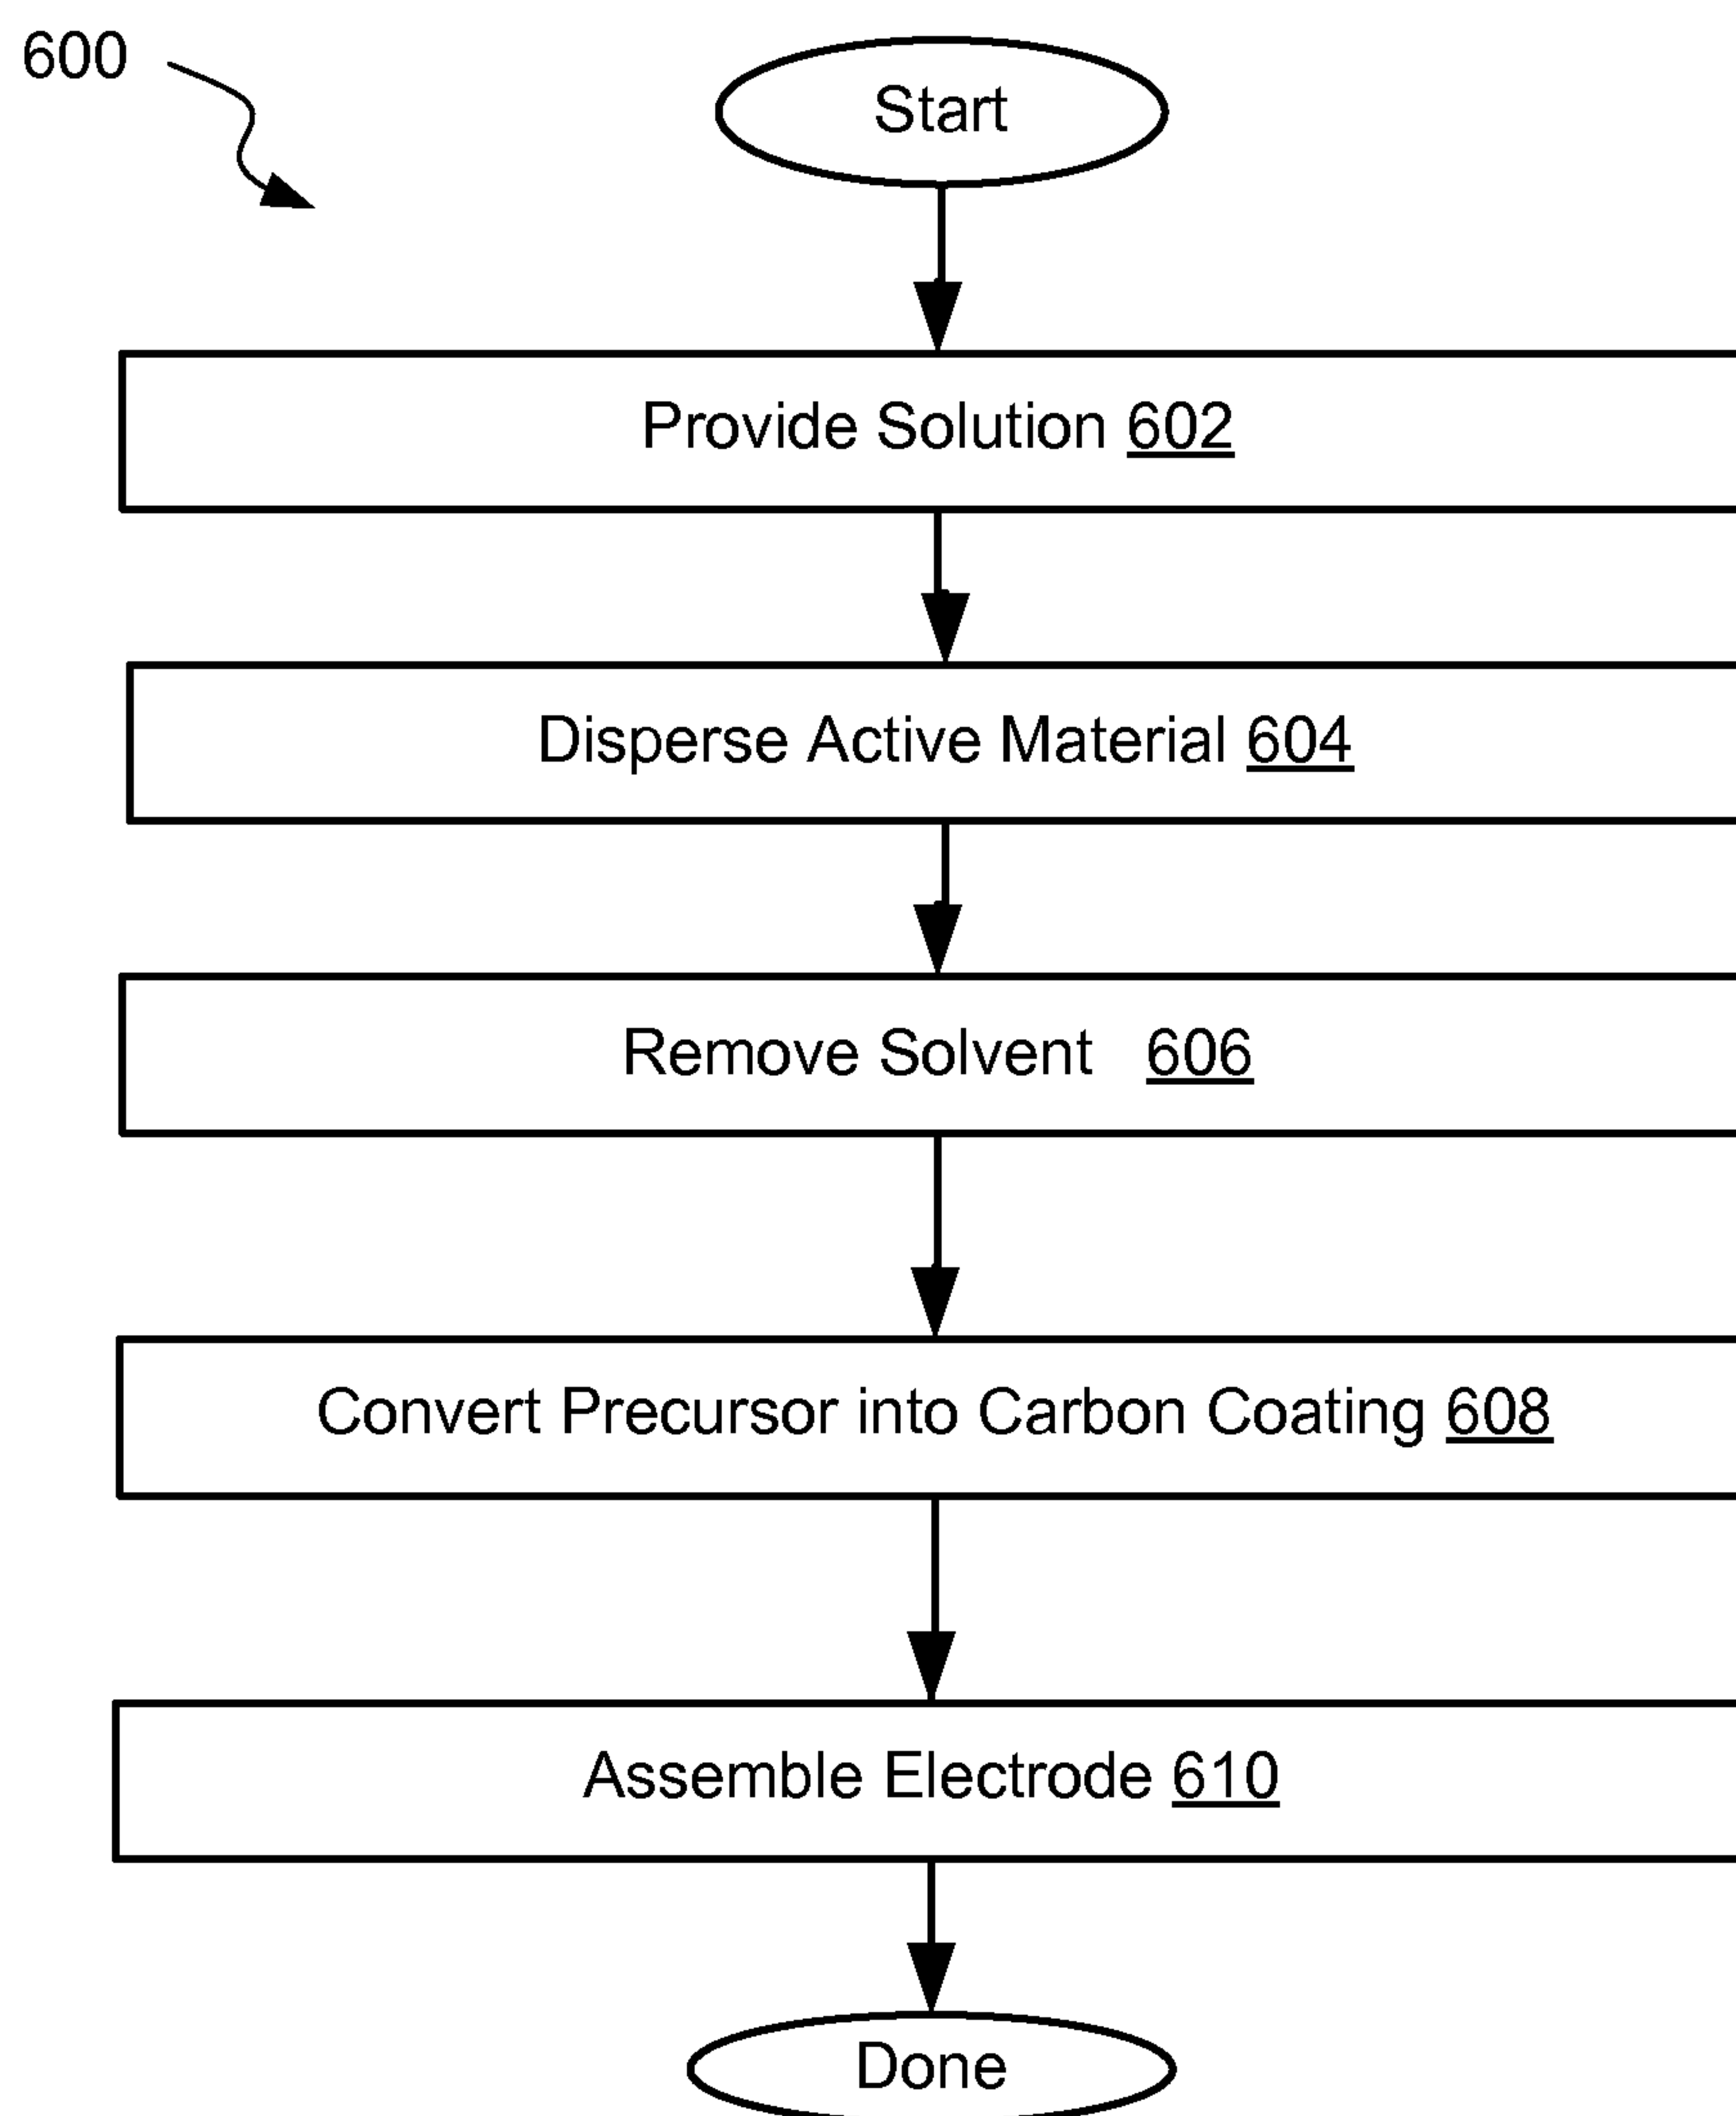 600
Start
Provide Solution 602
Disperse Active Material 604
Remove Solvent 606
Convert Precursor into Carbon Coating 608
Assemble Electrode 610
Done